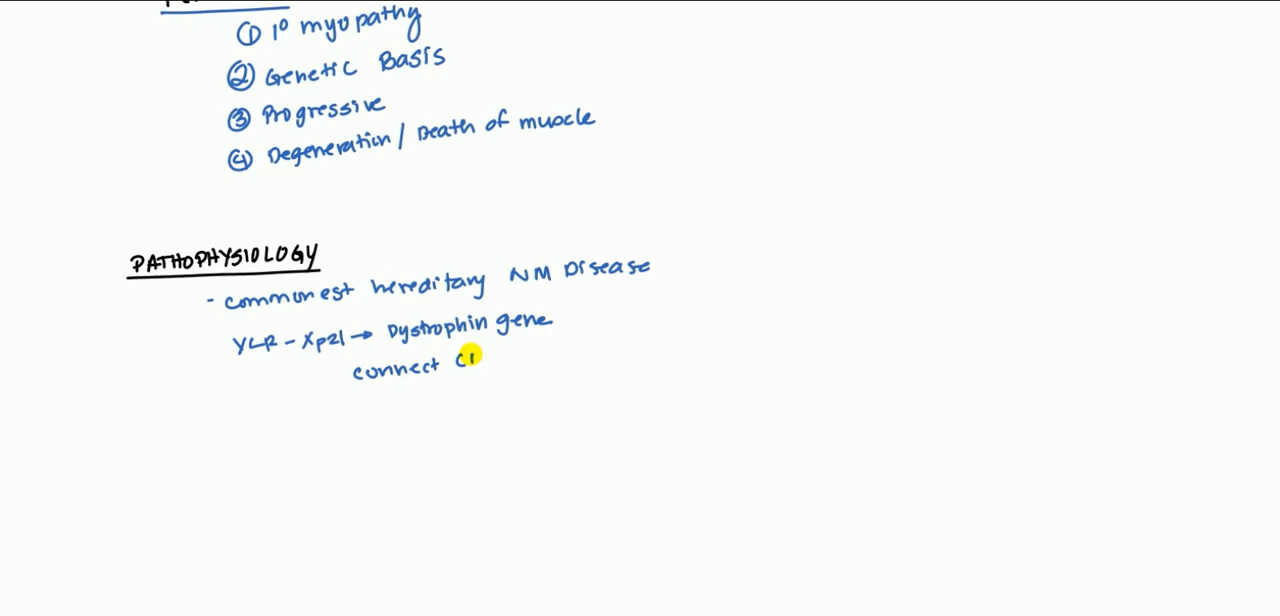 ① 1° myopathy
② Genetic Basis
③ Progressive
④ Degeneration / Death of muscle
PATHOPHYSIOLOGY
- commonest hereditary NM Disease
XLR - Xp21 → Dystrophin gene
connect